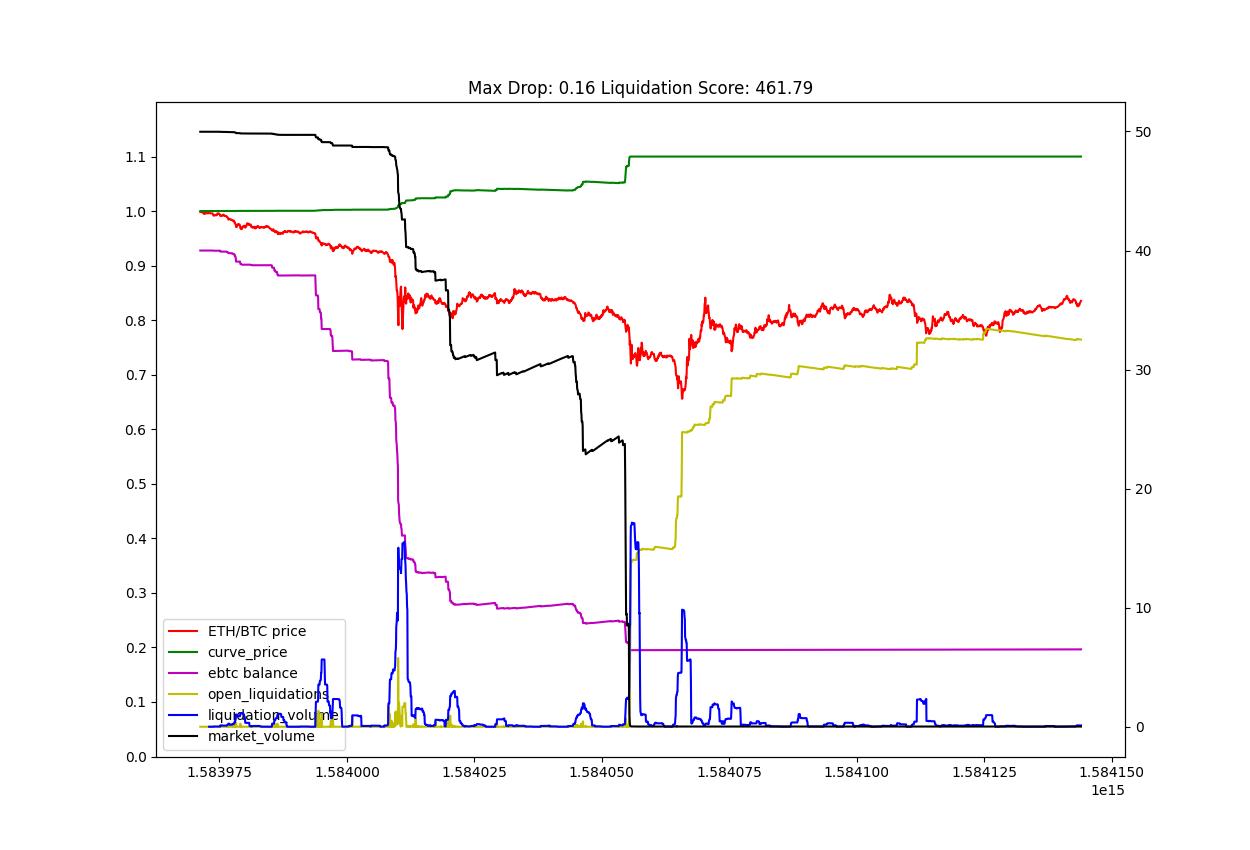 Max Drop: 0.16 Liquidation Score: 461.79
1.1
1.0
0.9
0.8
0.7
0.6
0.5
0.4
0.3
0.2
0.1
0.0
50
40
30
20
10
0
ETH/BTC price
curve_price
ebtc balance
open_liquidations
liquidation_volume
market_volume
1.583975 1.584000 1.584025 1.584050 1.584075 1.584100 1.584125 1.584150
1e15